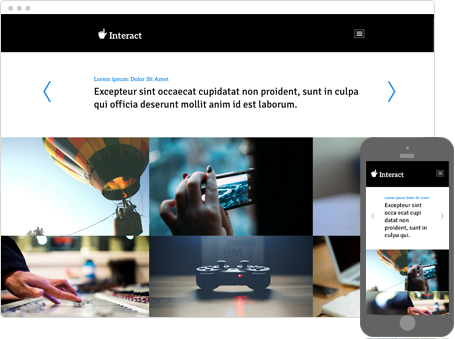 Interact
Lorem ipsum: Dolor Sit Amet
Excepteur sint occaecat cupidatat non proident, sunt in culpa
qui officia deserunt mollit anim id est laborum.
Interact
Lorem ipsum: Dolor Sit Amet
Excepteur sint
occa ecat cupi
datat non
proident, sunt in
culpa qui.